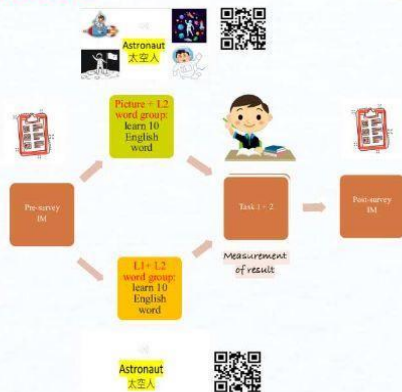 Astronaut
太空人
Picture + L2
word group:
learn 10
English
word
Pre-survey
IM
Task 1 + 2
Post-survey
IM
L1+ L2
word group:
learn 10
English
word
Measurement
of result
Astronaut
太空人